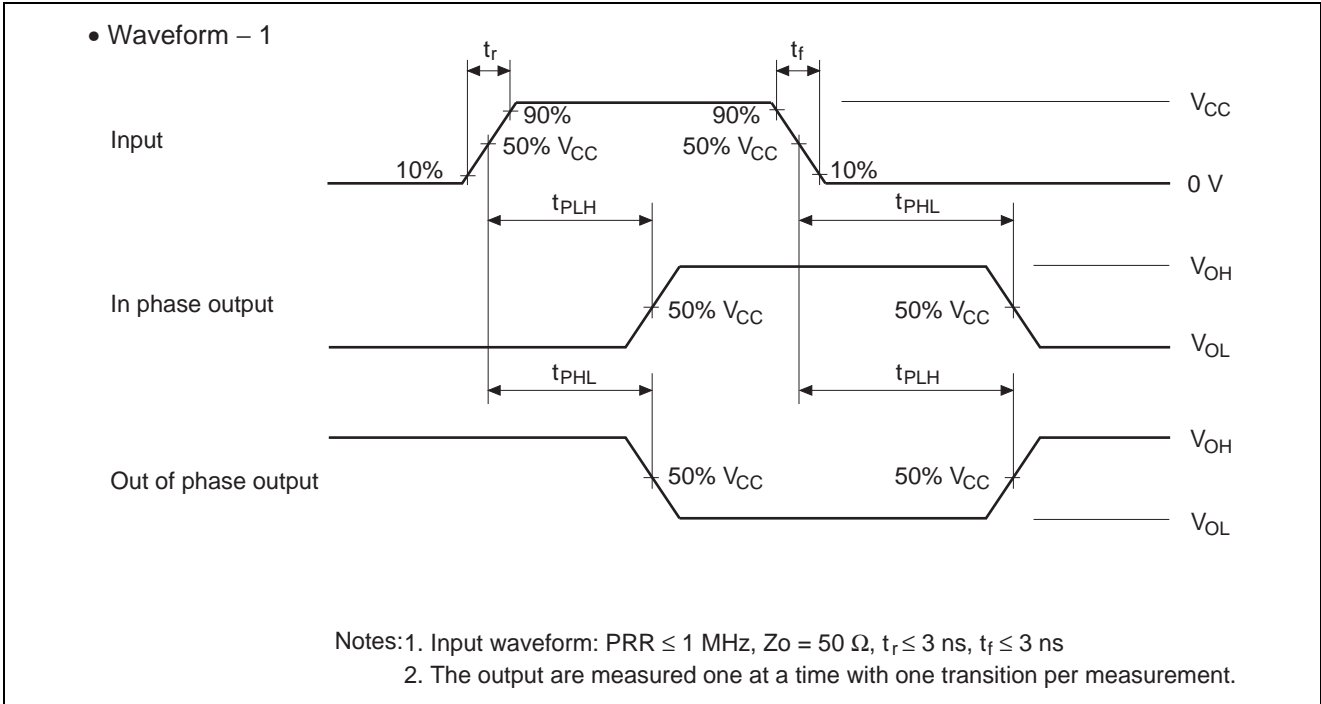 • Waveform – 1
tr tf
90% 90% VCC
Input 50% VCC 50% VCC
10% 10% 0 V
tPLH tPHL
VOH
In phase output 50% VCC 50% VCC
VOL
tPHL tPLH
VOH
Out of phase output 50% VCC 50% VCC
VOL
Notes:1. Input waveform: PRR ≤ 1 MHz, Zo = 50 Ω, tr ≤ 3 ns, tf ≤ 3 ns
2. The output are measured one at a time with one transition per measurement.